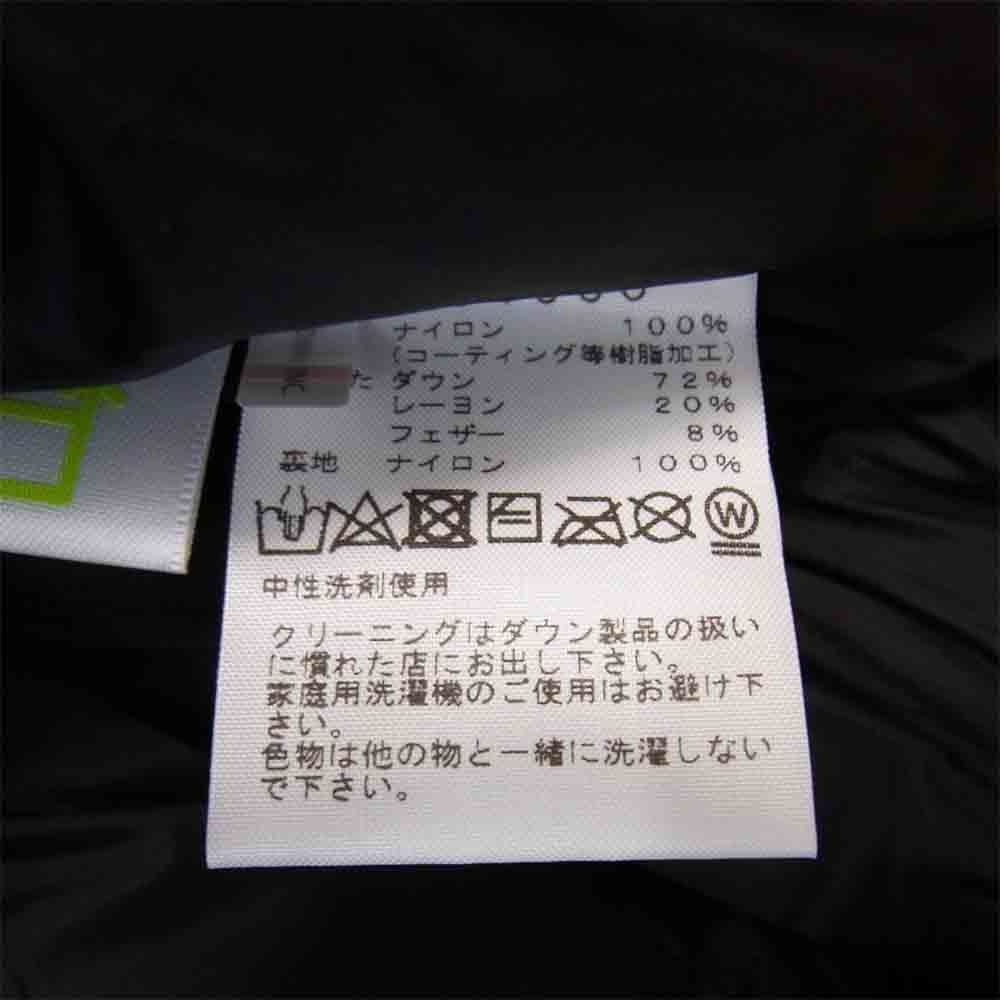 ナイロン 100%
(コーティング等樹脂加工)
た ダウン 72%
レーヨン 20%
フェザー 8%
裏地 ナイロン 100%
W
中性洗剤使用
クリーニングはダウン製品の扱い
に慣れた店にお出し下さい。
家庭用洗濯機のご使用はお避け下
さい。
色物は他の物と一緒に洗濯しない
で下さい。